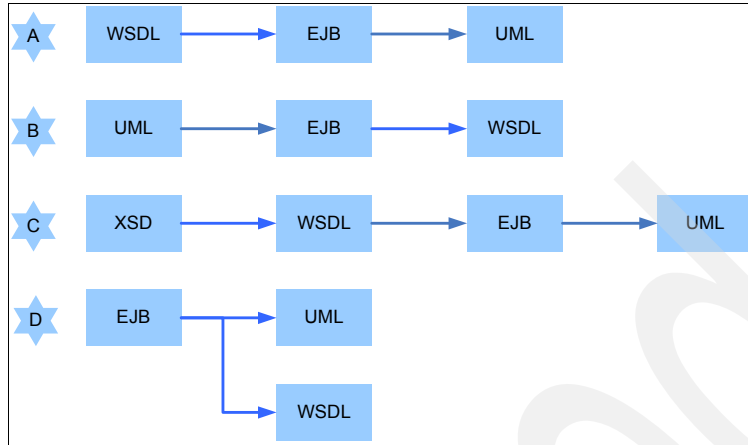 A WSDL EJB UML
B UML EJB WSDL
C XSD WSDL EJB UML
D EJB UML
WSDL